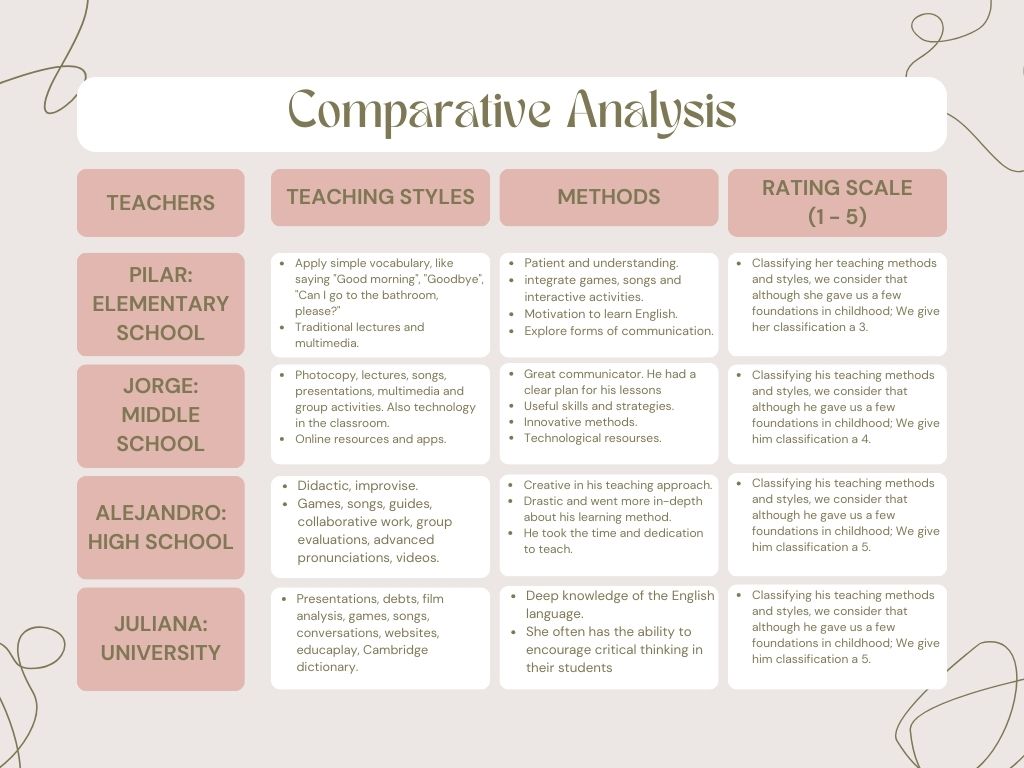 Comparative Analysis
TEACHERS
TEACHING STYLES
METHODS
RATING SCALE
(1 - 5)
PILAR:
ELEMENTARY
SCHOOL
• Apply simple vocabulary, like
saying "Good morning", "Goodbye",
"Can I go to the bathroom,
please?"
• Traditional lectures and
multimedia.
• Patient and understanding.
• integrate games, songs and
interactive activities.
• Motivation to learn English.
• Explore forms of communication.
• Classifying her teaching methods
and styles, we consider that
although she gave us a few
foundations in childhood; We give
her classification a 3.
JORGE:
MIDDLE
SCHOOL
• Photocopy, lectures, songs,
presentations, multimedia and
group activities. Also technology
in the classroom.
• Online resources and apps.
• Great communicator. He had a
clear plan for his lessons
• Useful skills and strategies.
• Innovative methods.
• Technological resourses.
• Classifying his teaching methods
and styles, we consider that
although he gave us a few
foundations in childhood; We give
him classification a 4.
ALEJANDRO:
HIGH SCHOOL
• Didactic, improvise.
• Games, songs, guides,
collaborative work, group
evaluations, advanced
pronunciations, videos.
• Creative in his teaching approach.
• Drastic and went more in-depth
about his learning method.
• He took the time and dedication
to teach.
• Classifying his teaching methods
and styles, we consider that
although he gave us a few
foundations in childhood; We give
him classification a 5.
JULIANA:
UNIVERSITY
• Presentations, debts, film
analysis, games, songs,
conversations, websites,
educaplay, Cambridge
dictionary.
• Deep knowledge of the English
language.
• She often has the ability to
encourage critical thinking in
their students
• Classifying his teaching methods
and styles, we consider that
although he gave us a few
foundations in childhood; We give
him classification a 5.